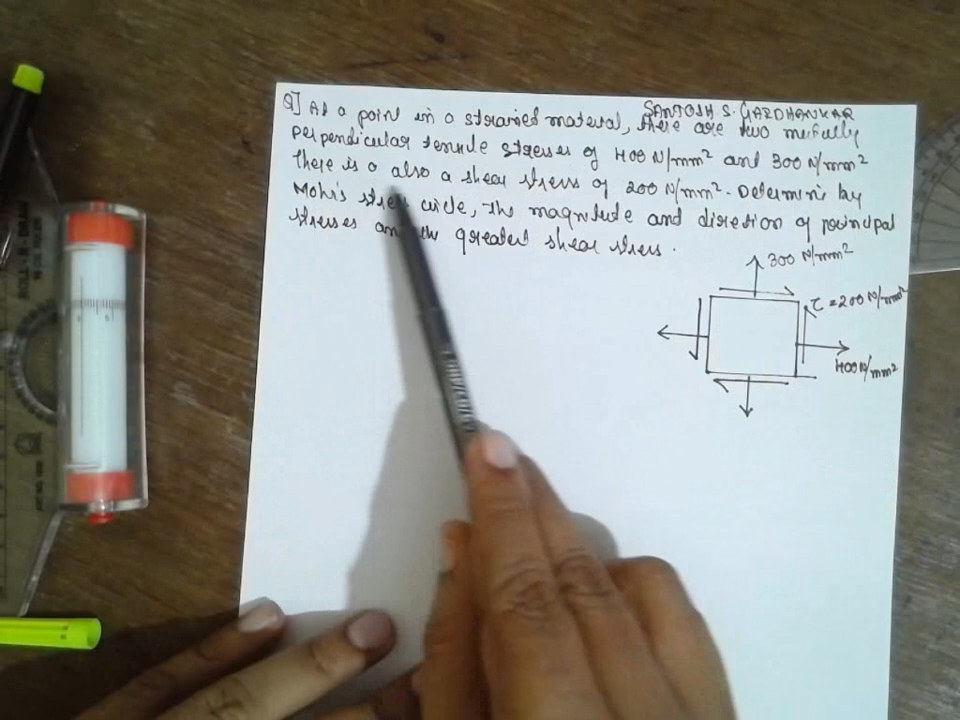 SANTOSH S. GARDHANKAR
Q] At a point in a strained material, there are two mutually
perpendicular tensile stresses of 400 N/mm² and 300 N/mm²
There is a also a shear stress of 200 N/mm². Determine by
Mohr's stress circle, The magnitude and direction of principal
stresses and the greatest shear stress.
300 N/mm²
τ = 200 N/mm²
400 N/mm²